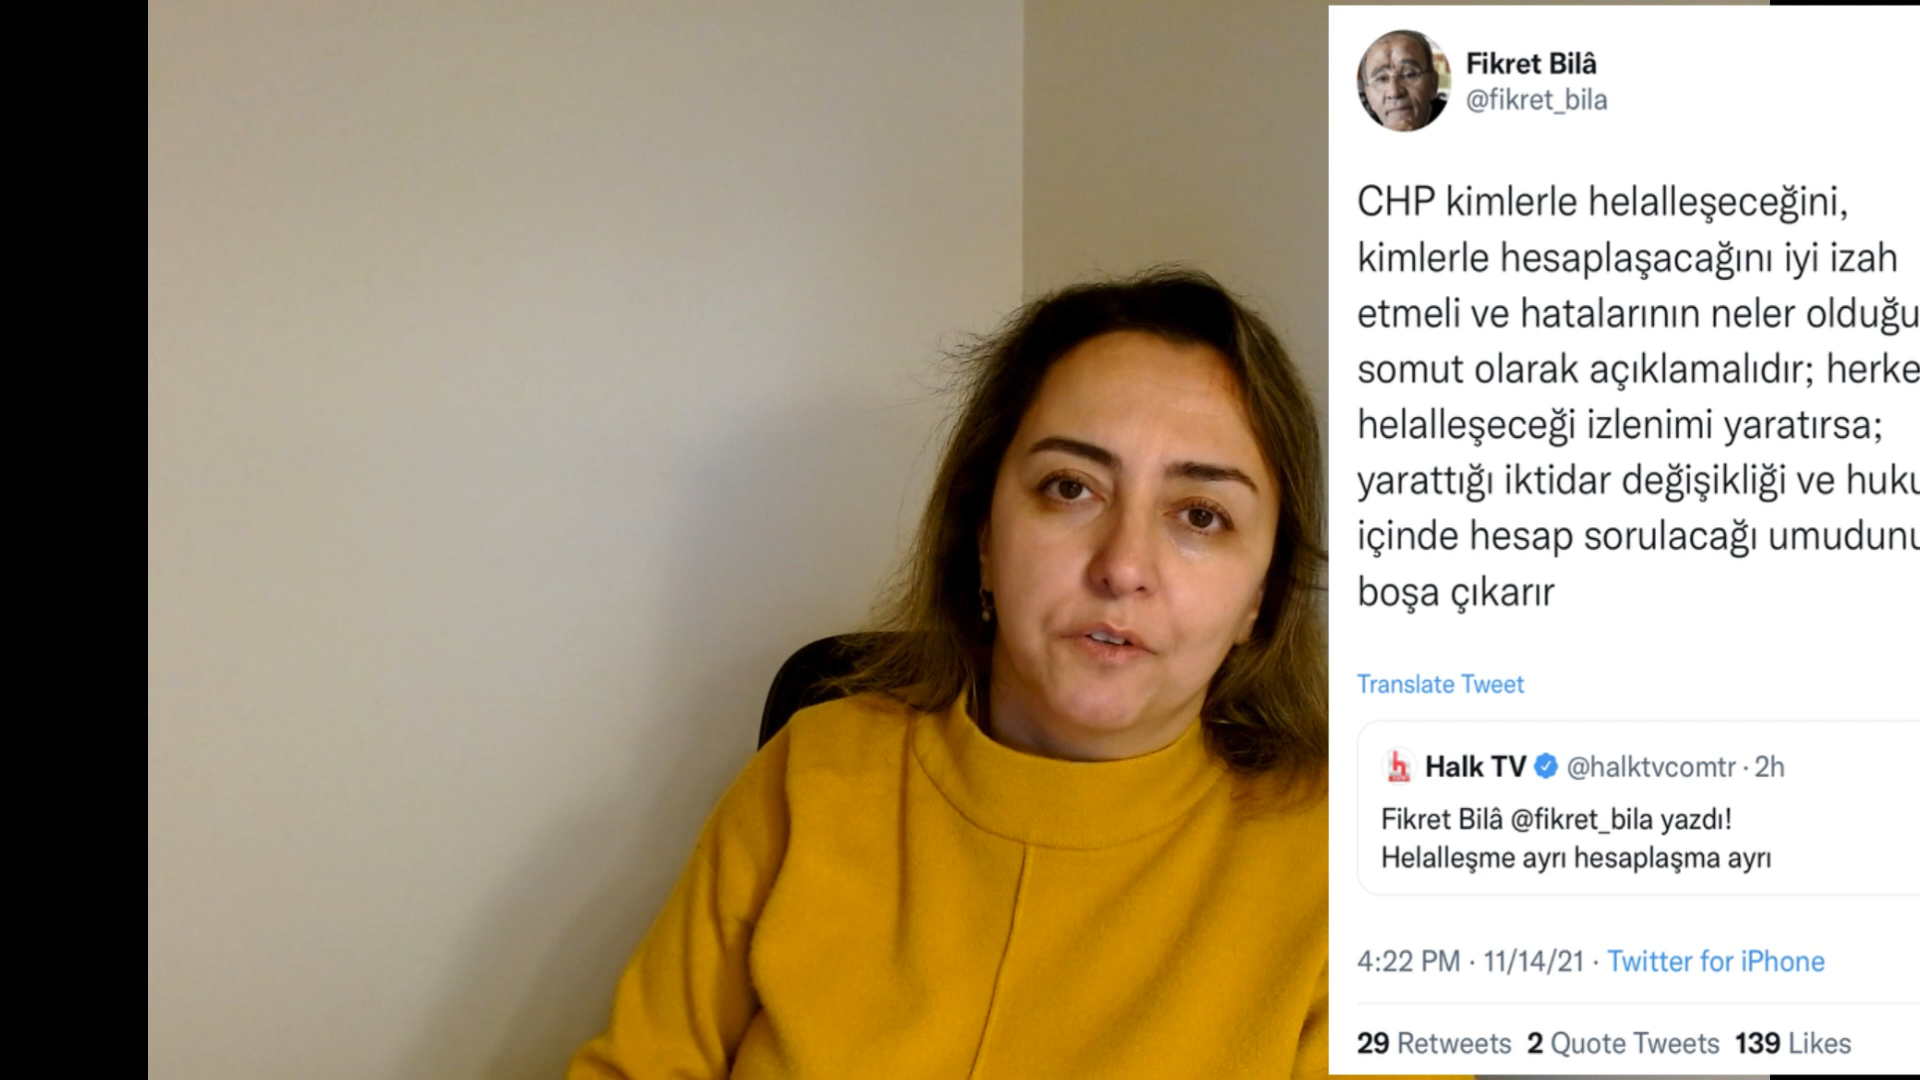 Fikret Bilâ
@fikret_bila
CHP kimlerle helalleşeceğini,
kimlerle hesaplaşacağını iyi izah
etmeli ve hatalarının neler olduğu
somut olarak açıklamalıdır; herke
helalleşeceği izlenimi yaratırsa;
yarattığı iktidar değişikliği ve huku
içinde hesap sorulacağı umudunu
boşa çıkarır
Translate Tweet
Halk TV @halktvcomtr · 2h
Fikret Bilâ @fikret_bila yazdı!
Helalleşme ayrı hesaplaşma ayrı
4:22 PM · 11/14/21 · Twitter for iPhone
29 Retweets 2 Quote Tweets 139 Likes